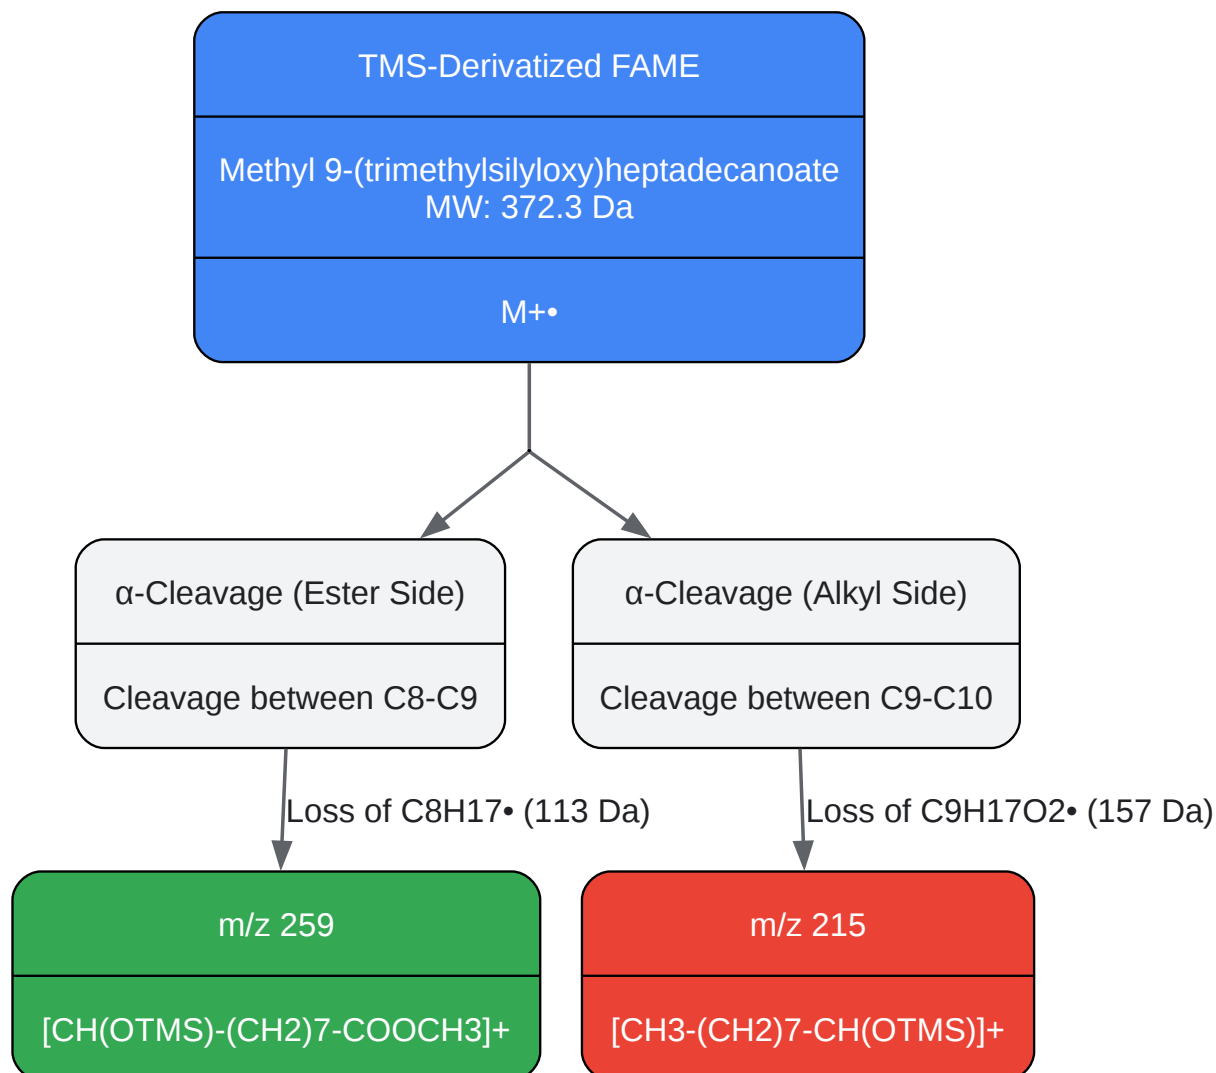 TMS-Derivatized FAME
Methyl 9-(trimethylsilyloxy)heptadecanoate
MW: 372.3 Da
M+•
α-Cleavage (Ester Side)
Cleavage between C8-C9
α-Cleavage (Alkyl Side)
Cleavage between C9-C10
Loss of C8H17• (113 Da)
Loss of C9H17O2• (157 Da)
m/z 259
[CH(OTMS)-(CH2)7-COOCH3]+
m/z 215
[CH3-(CH2)7-CH(OTMS)]+